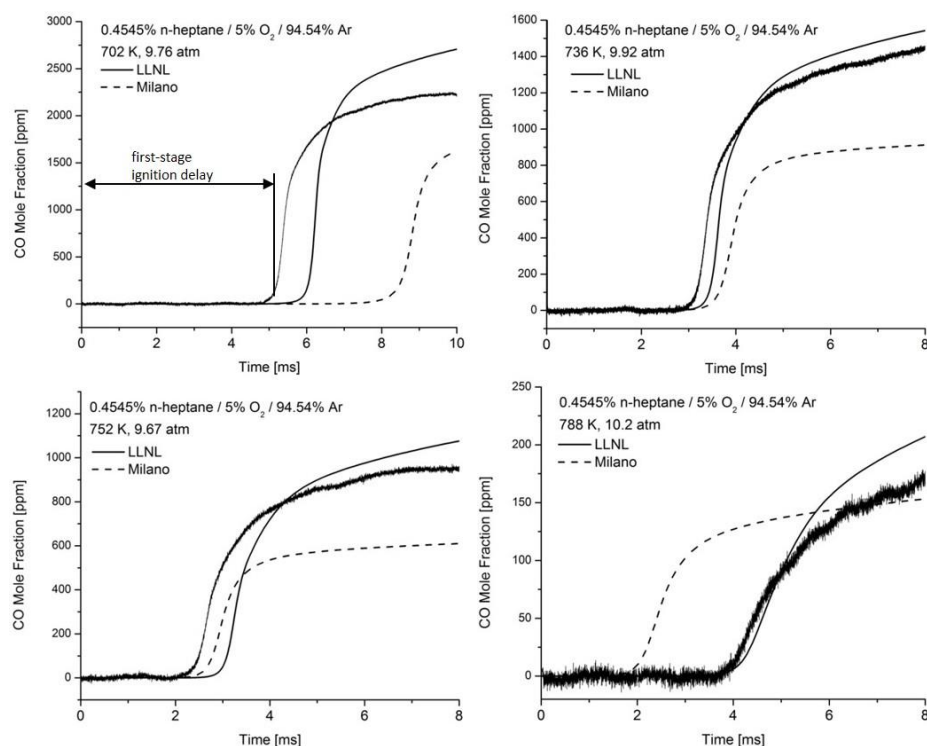 0.4545% n-heptane / 5% O₂ / 94.54% Ar
702 K, 9.76 atm
LLNL
Milano
first-stage
ignition delay
CO Mole Fraction [ppm]
3000
2500
2000
1500
1000
500
0
0 2 4 6 8 10
Time [ms]
0.4545% n-heptane / 5% O₂ / 94.54% Ar
736 K, 9.92 atm
LLNL
Milano
CO Mole Fraction [ppm]
1600
1400
1200
1000
800
600
400
200
0
0 2 4 6 8
Time [ms]
0.4545% n-heptane / 5% O₂ / 94.54% Ar
752 K, 9.67 atm
LLNL
Milano
CO Mole Fraction [ppm]
1000
800
600
400
200
0
0 2 4 6 8
Time [ms]
0.4545% n-heptane / 5% O₂ / 94.54% Ar
788 K, 10.2 atm
LLNL
Milano
CO Mole Fraction [ppm]
250
200
150
100
50
0
0 2 4 6 8
Time [ms]